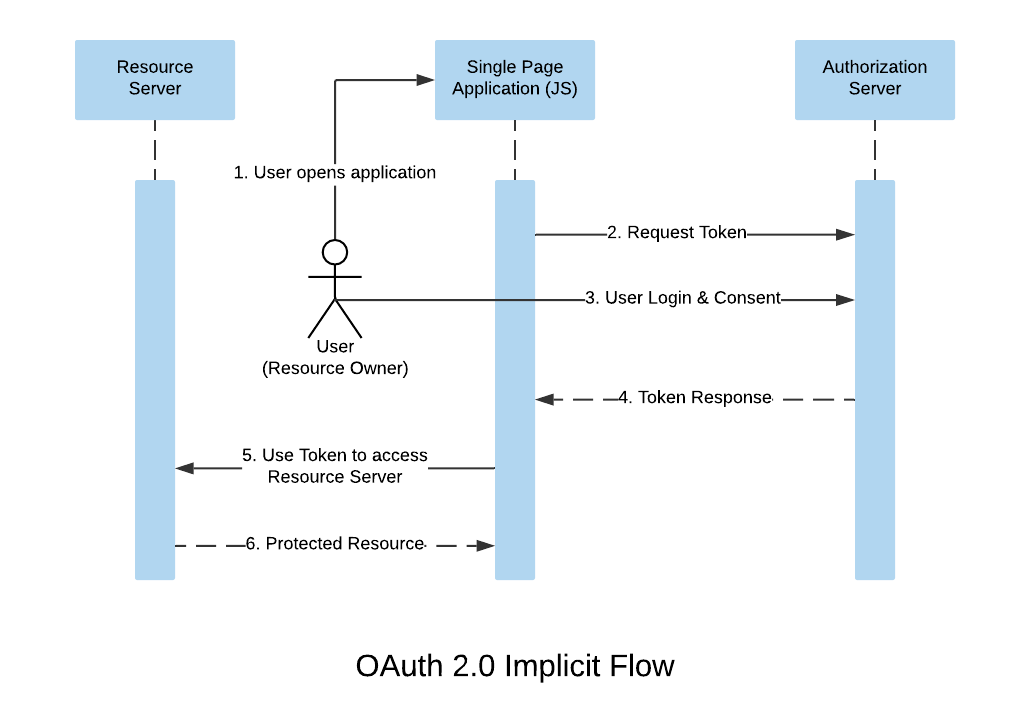 Resource
Server
Single Page
Application (JS)
Authorization
Server
1. User opens application
2. Request Token
3. User Login & Consent
User
(Resource Owner)
4. Token Response
5. Use Token to access
Resource Server
6. Protected Resource
OAuth 2.0 Implicit Flow